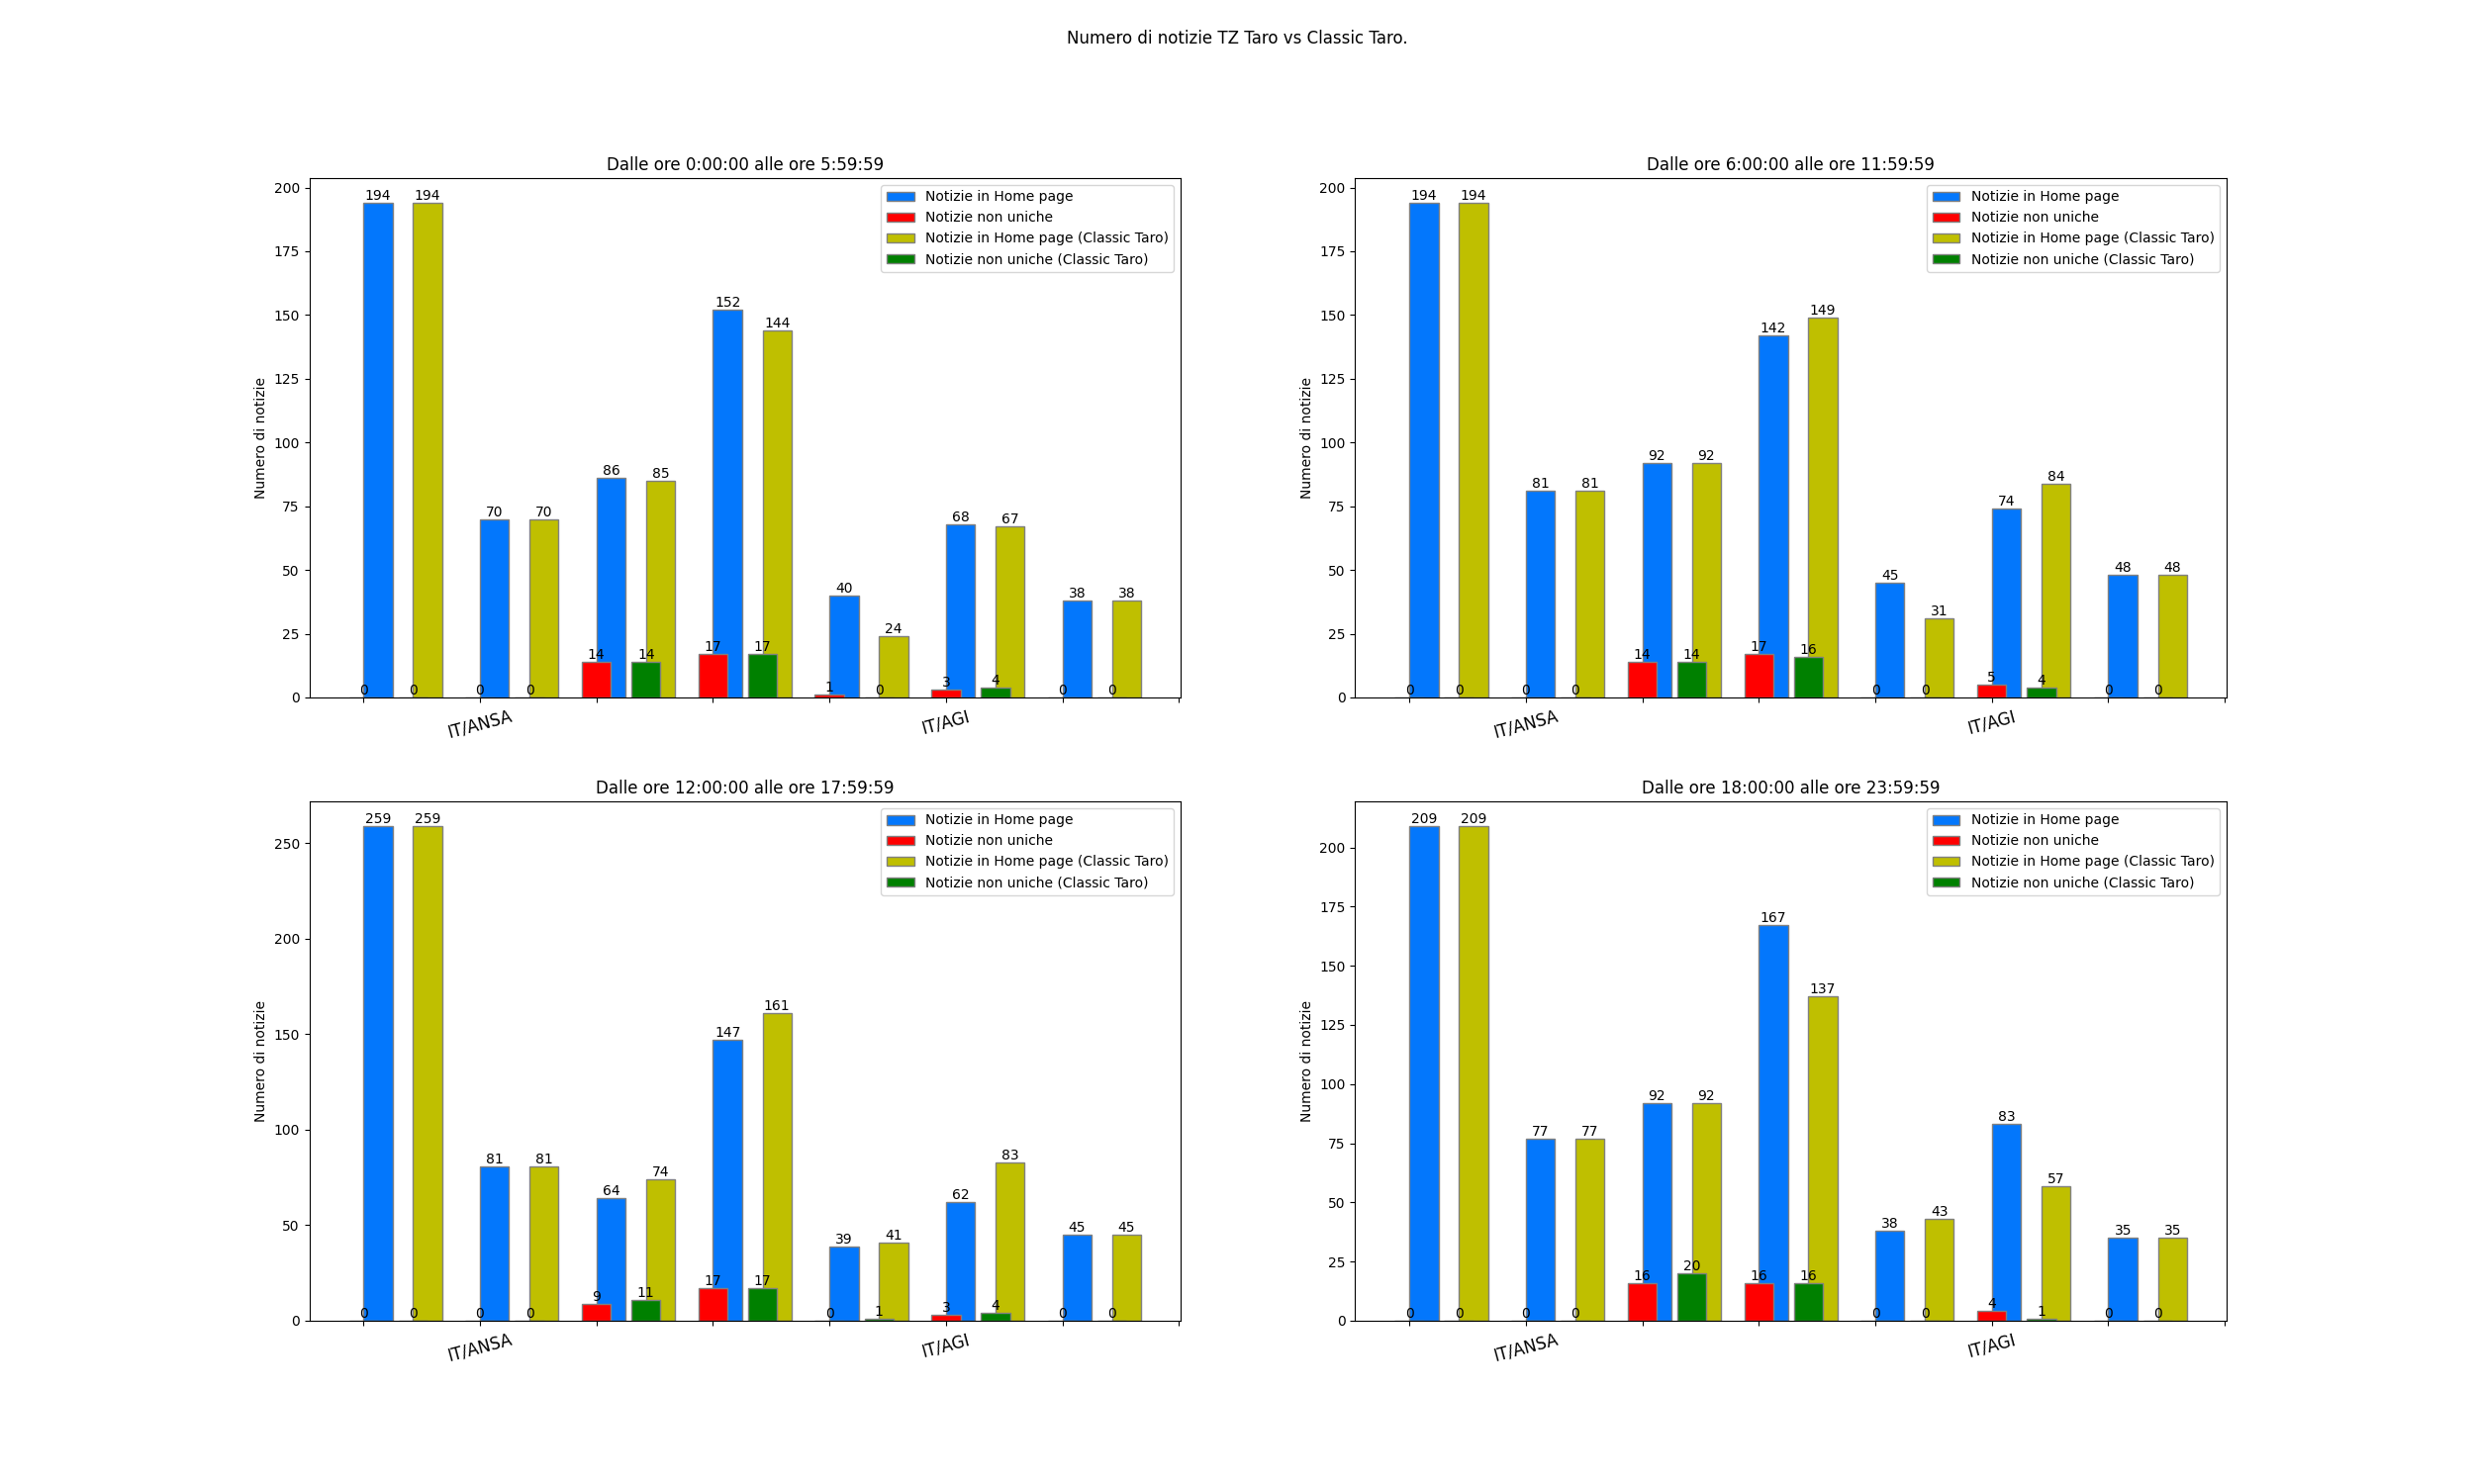 Numero di notizie TZ Taro vs Classic Taro.
Dalle ore 0:00:00 alle ore 5:59:59
Numero di notizie
200
175
150
125
100
75
50
25
0
194 194
70 70
86 85
152 144
40 24
68 67
38 38
0 0 0 0 14 14 17 17 1 0 3 4 0 0
Notizie in Home page
Notizie non uniche
Notizie in Home page (Classic Taro)
Notizie non uniche (Classic Taro)
IT/ANSA
IT/AGI
Dalle ore 6:00:00 alle ore 11:59:59
Numero di notizie
200
175
150
125
100
75
50
25
0
194 194
81 81
92 92
142 149
45 31
74 84
48 48
0 0 0 0 14 14 17 16 0 0 5 4 0 0
Notizie in Home page
Notizie non uniche
Notizie in Home page (Classic Taro)
Notizie non uniche (Classic Taro)
IT/ANSA
IT/AGI
Dalle ore 12:00:00 alle ore 17:59:59
Numero di notizie
250
200
150
100
50
0
259 259
81 81
64 74
147 161
39 41
62 83
45 45
0 0 0 0 9 11 17 17 0 1 3 4 0 0
Notizie in Home page
Notizie non uniche
Notizie in Home page (Classic Taro)
Notizie non uniche (Classic Taro)
IT/ANSA
IT/AGI
Dalle ore 18:00:00 alle ore 23:59:59
Numero di notizie
200
175
150
125
100
75
50
25
0
209 209
77 77
92 92
167 137
38 43
83 57
35 35
0 0 0 0 16 20 16 16 0 0 4 1 0 0
Notizie in Home page
Notizie non uniche
Notizie in Home page (Classic Taro)
Notizie non uniche (Classic Taro)
IT/ANSA
IT/AGI